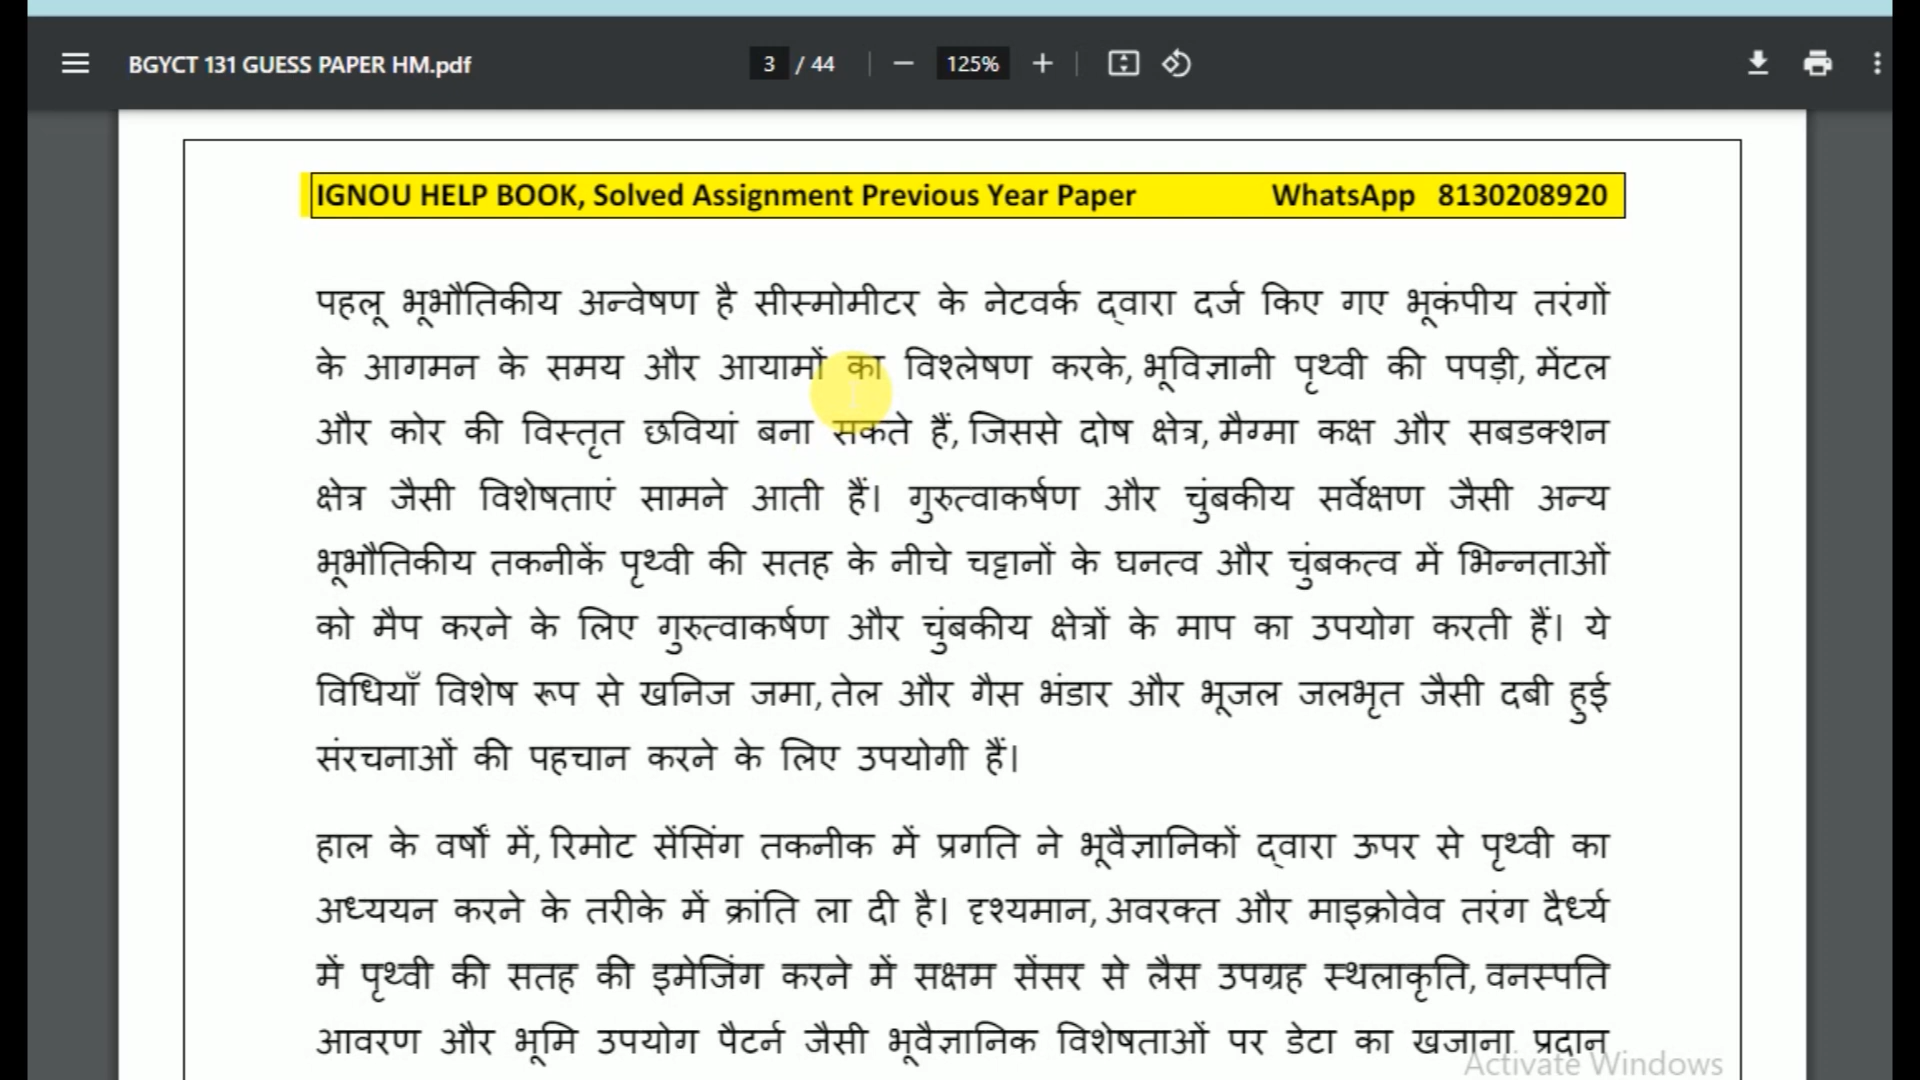 BGYCT 131 GUESS PAPER HM.pdf 3 / 44 125%
IGNOU HELP BOOK, Solved Assignment Previous Year Paper WhatsApp 8130208920
पहलू भूभौतिकीय अन्वेषण है सीस्मोमीटर के नेटवर्क द्वारा दर्ज किए गए भूकंपीय तरंगों
के आगमन के समय और आयामों का विश्लेषण करके, भूविज्ञानी पृथ्वी की पपड़ी, मेंटल
और कोर की विस्तृत छवियां बना सकते हैं, जिससे दोष क्षेत्र, मैग्मा कक्ष और सबडक्शन
क्षेत्र जैसी विशेषताएं सामने आती हैं। गुरुत्वाकर्षण और चुंबकीय सर्वेक्षण जैसी अन्य
भूभौतिकीय तकनीकें पृथ्वी की सतह के नीचे चट्टानों के घनत्व और चुंबकत्व में भिन्नताओं
को मैप करने के लिए गुरुत्वाकर्षण और चुंबकीय क्षेत्रों के माप का उपयोग करती हैं। ये
विधियाँ विशेष रूप से खनिज जमा, तेल और गैस भंडार और भूजल जलभृत जैसी दबी हुई
संरचनाओं की पहचान करने के लिए उपयोगी हैं।
हाल के वर्षों में, रिमोट सेंसिंग तकनीक में प्रगति ने भूवैज्ञानिकों द्वारा ऊपर से पृथ्वी का
अध्ययन करने के तरीके में क्रांति ला दी है। दृश्यमान, अवरक्त और माइक्रोवेव तरंग दैर्ध्य
में पृथ्वी की सतह की इमेजिंग करने में सक्षम सेंसर से लैस उपग्रह स्थलाकृति, वनस्पति
आवरण और भूमि उपयोग पैटर्न जैसी भूवैज्ञानिक विशेषताओं पर डेटा का खजाना प्रदान
Activate Windows